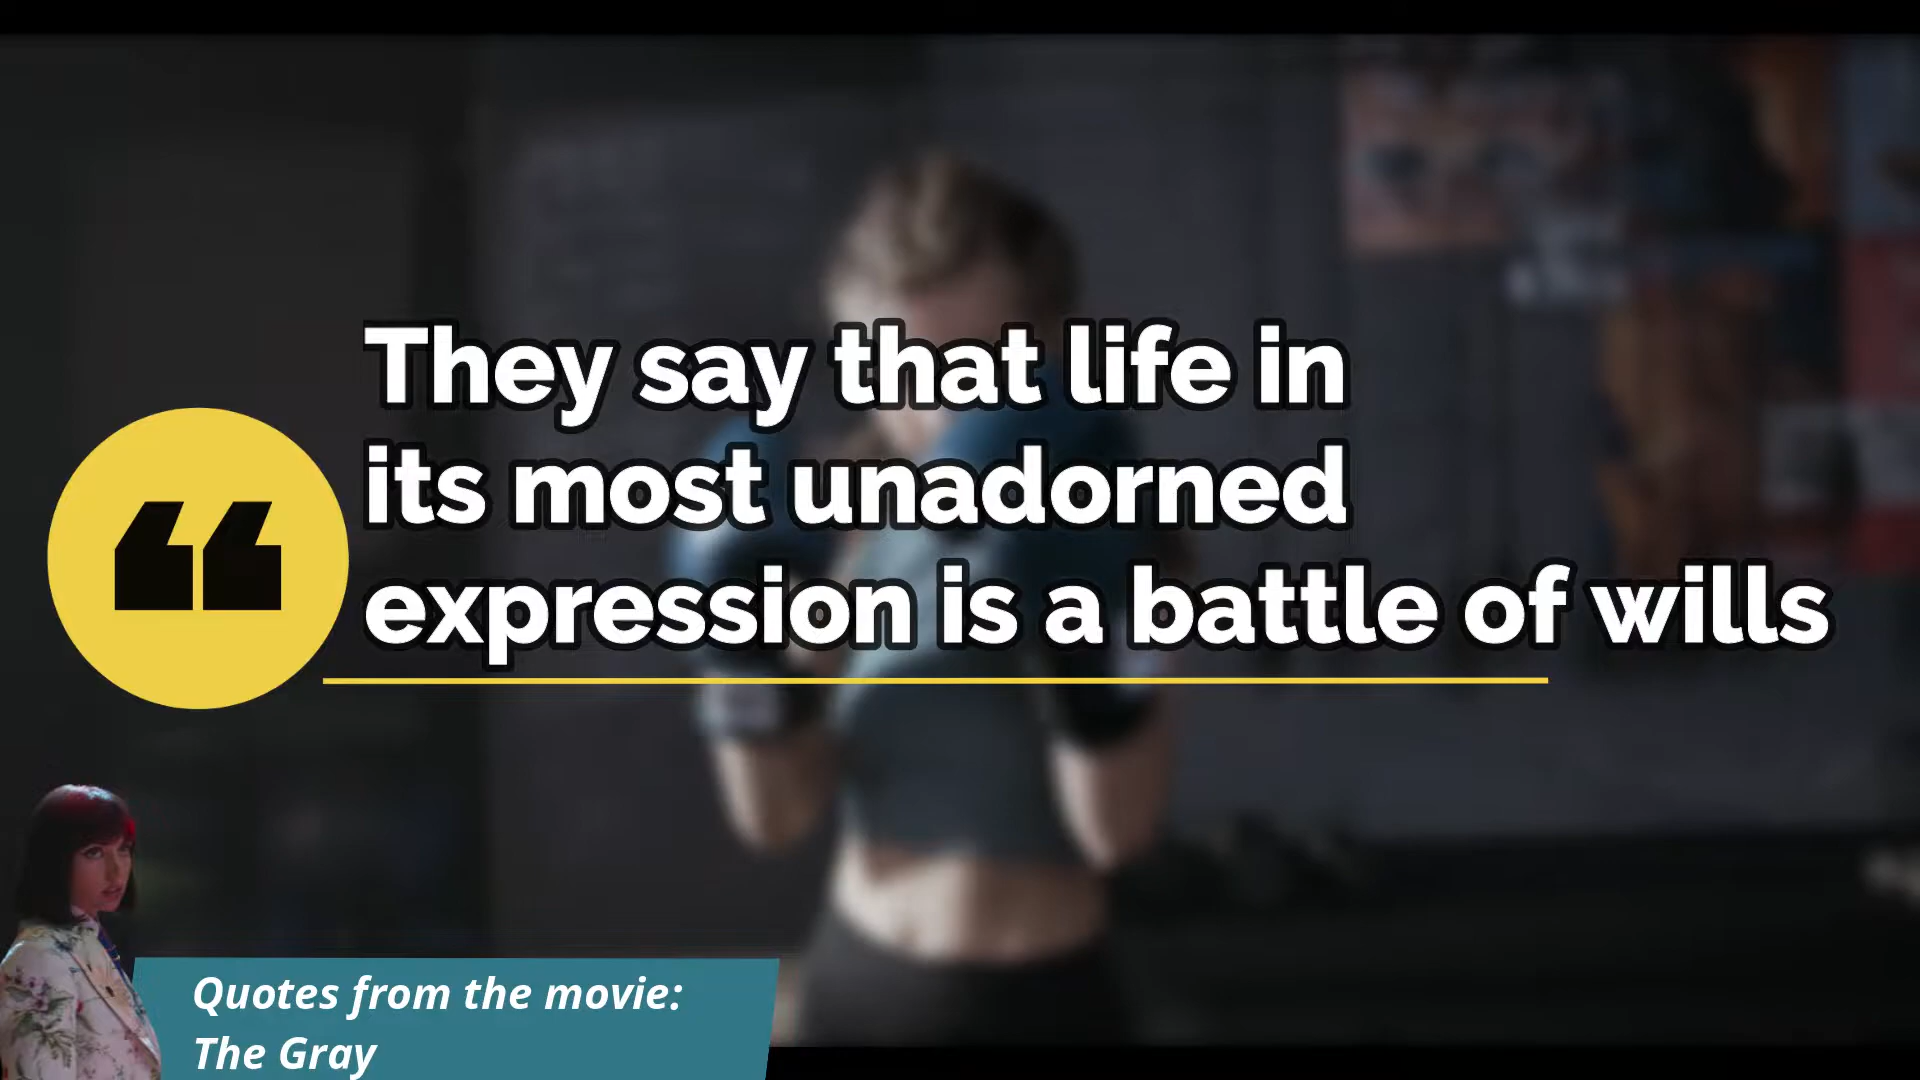 They say that life in
its most unadorned
expression is a battle of wills
Quotes from the movie:
The Gray